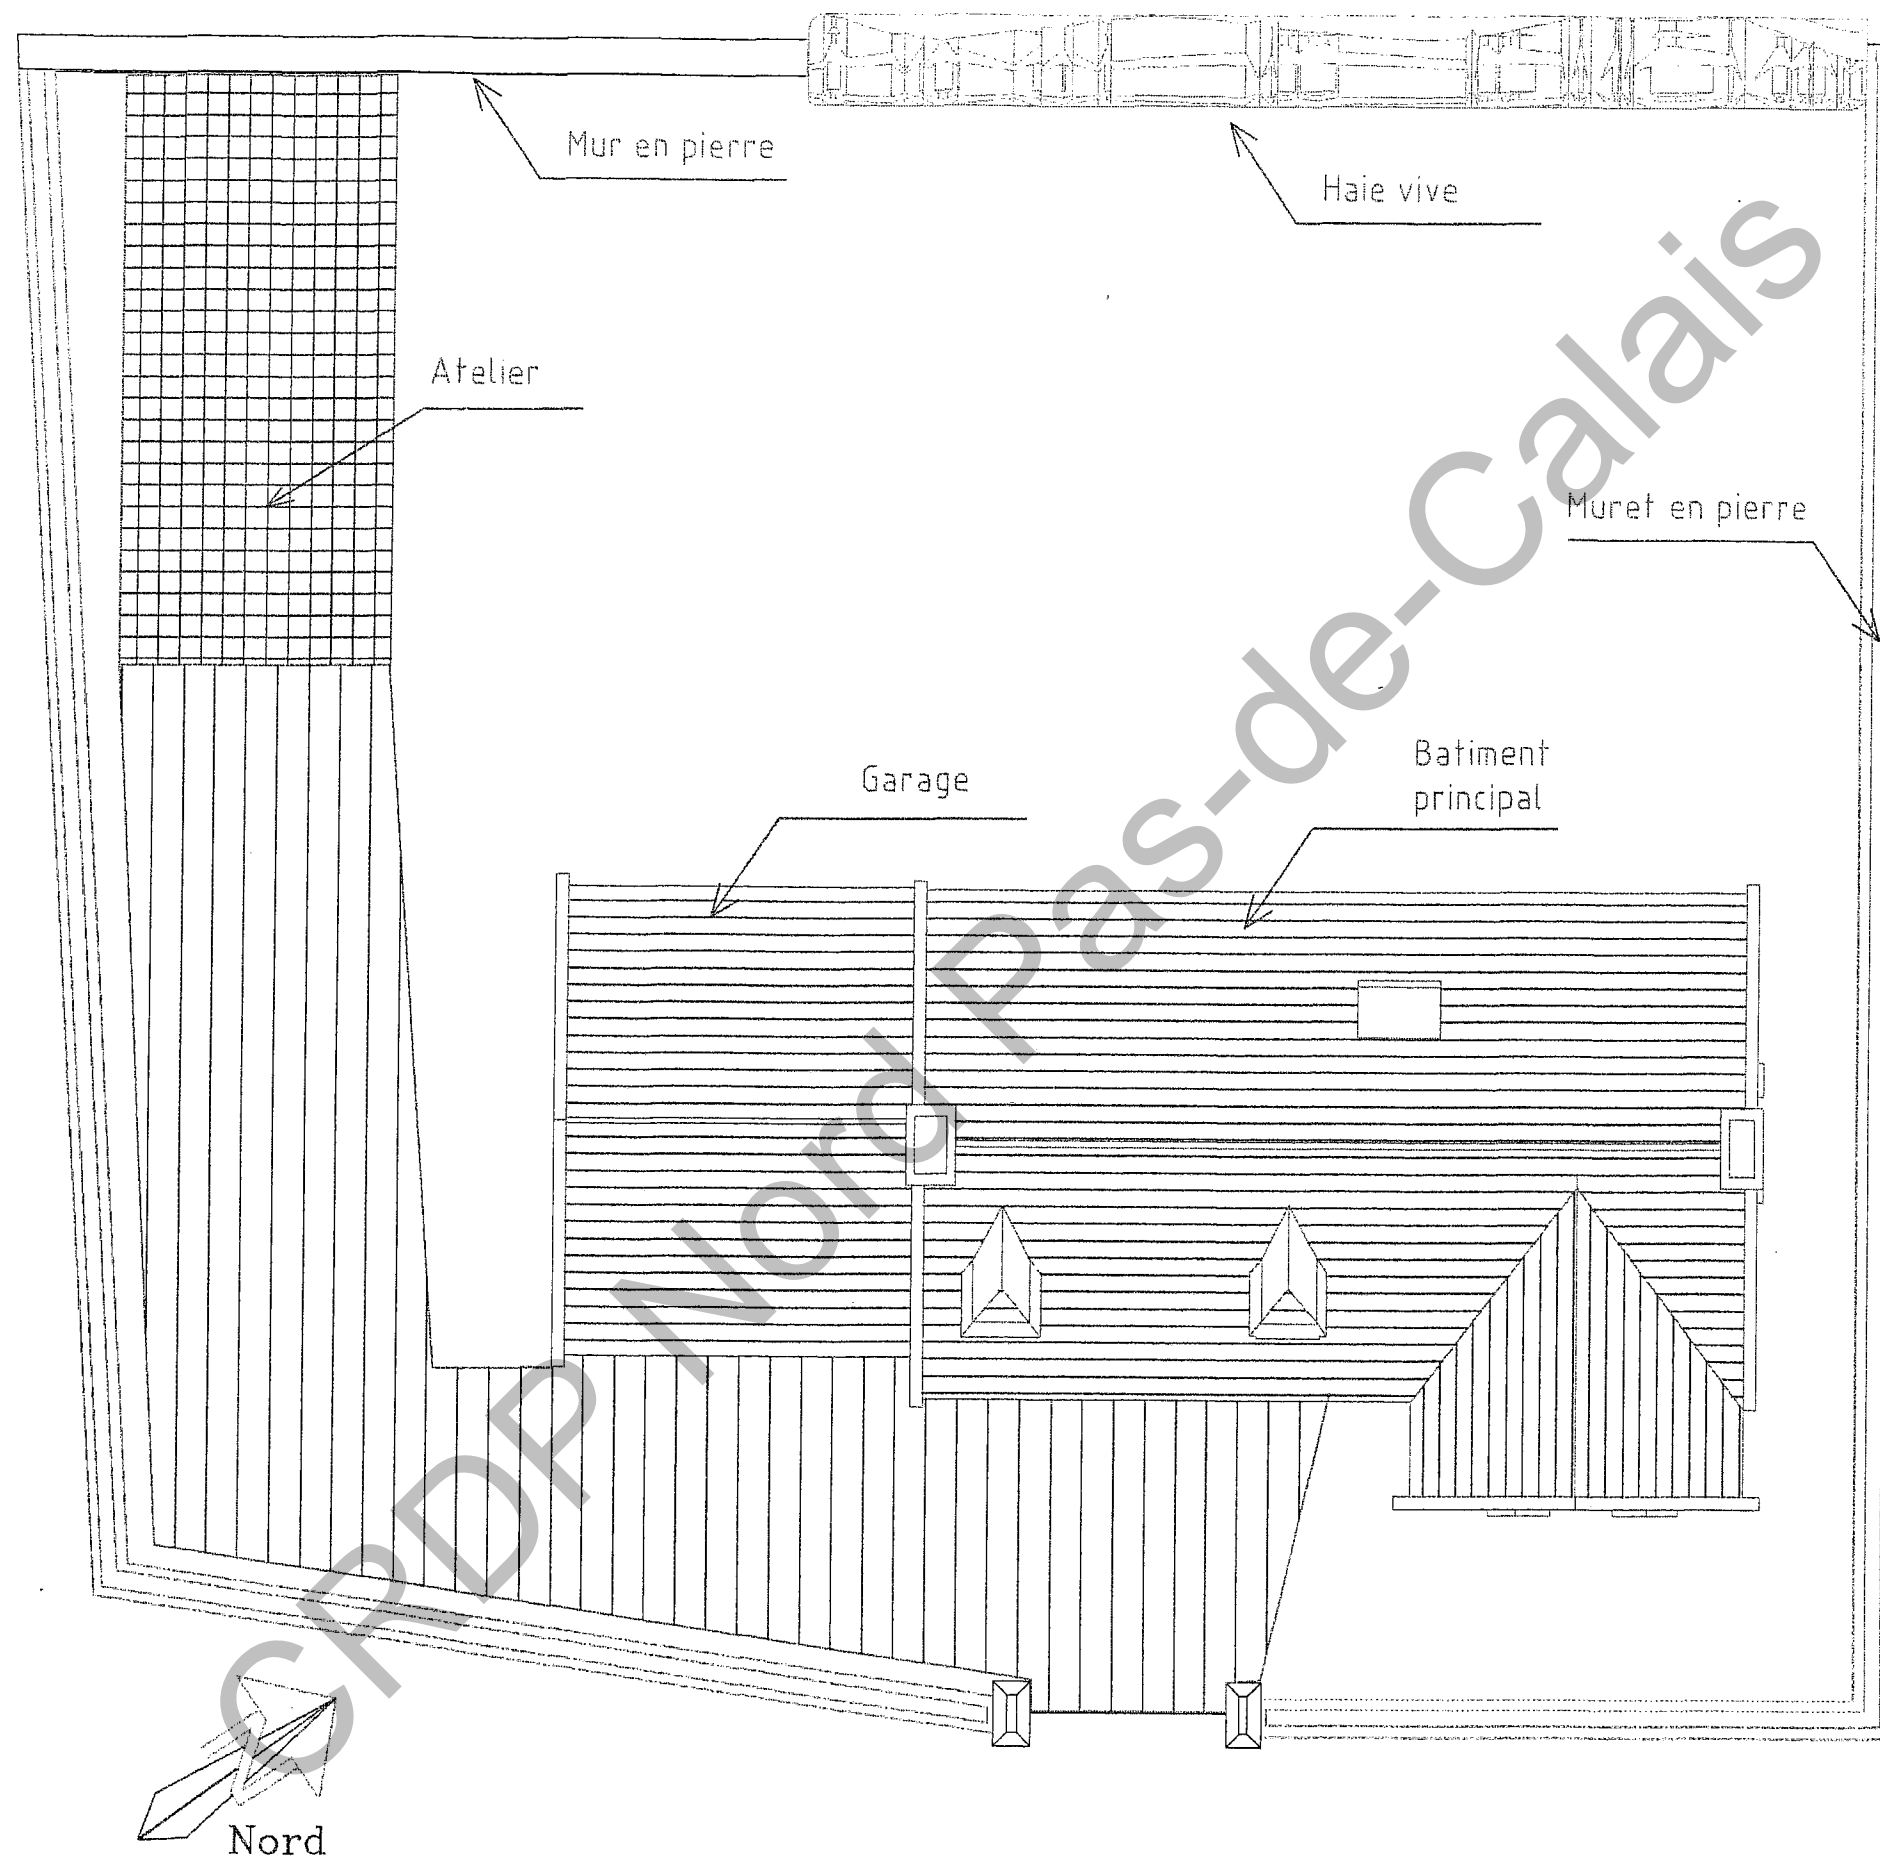 Mur en pierre
Haie vive
Atelier
Muret en pierre
Garage
Batiment
principal
CRDP Nord Pas-de-Calais
Nord